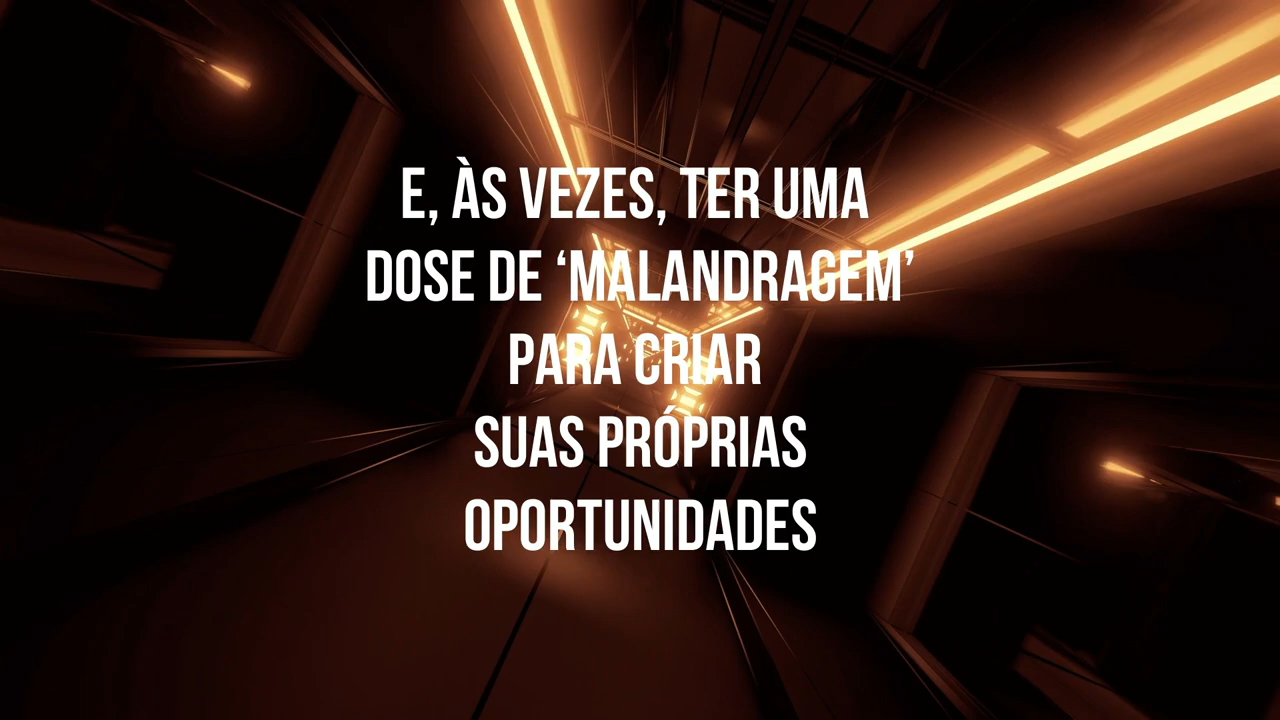 E, ÀS VEZES, TER UMA
DOSE DE ‘MALANDRAGEM’
PARA CRIAR
SUAS PRÓPRIAS
OPORTUNIDADES